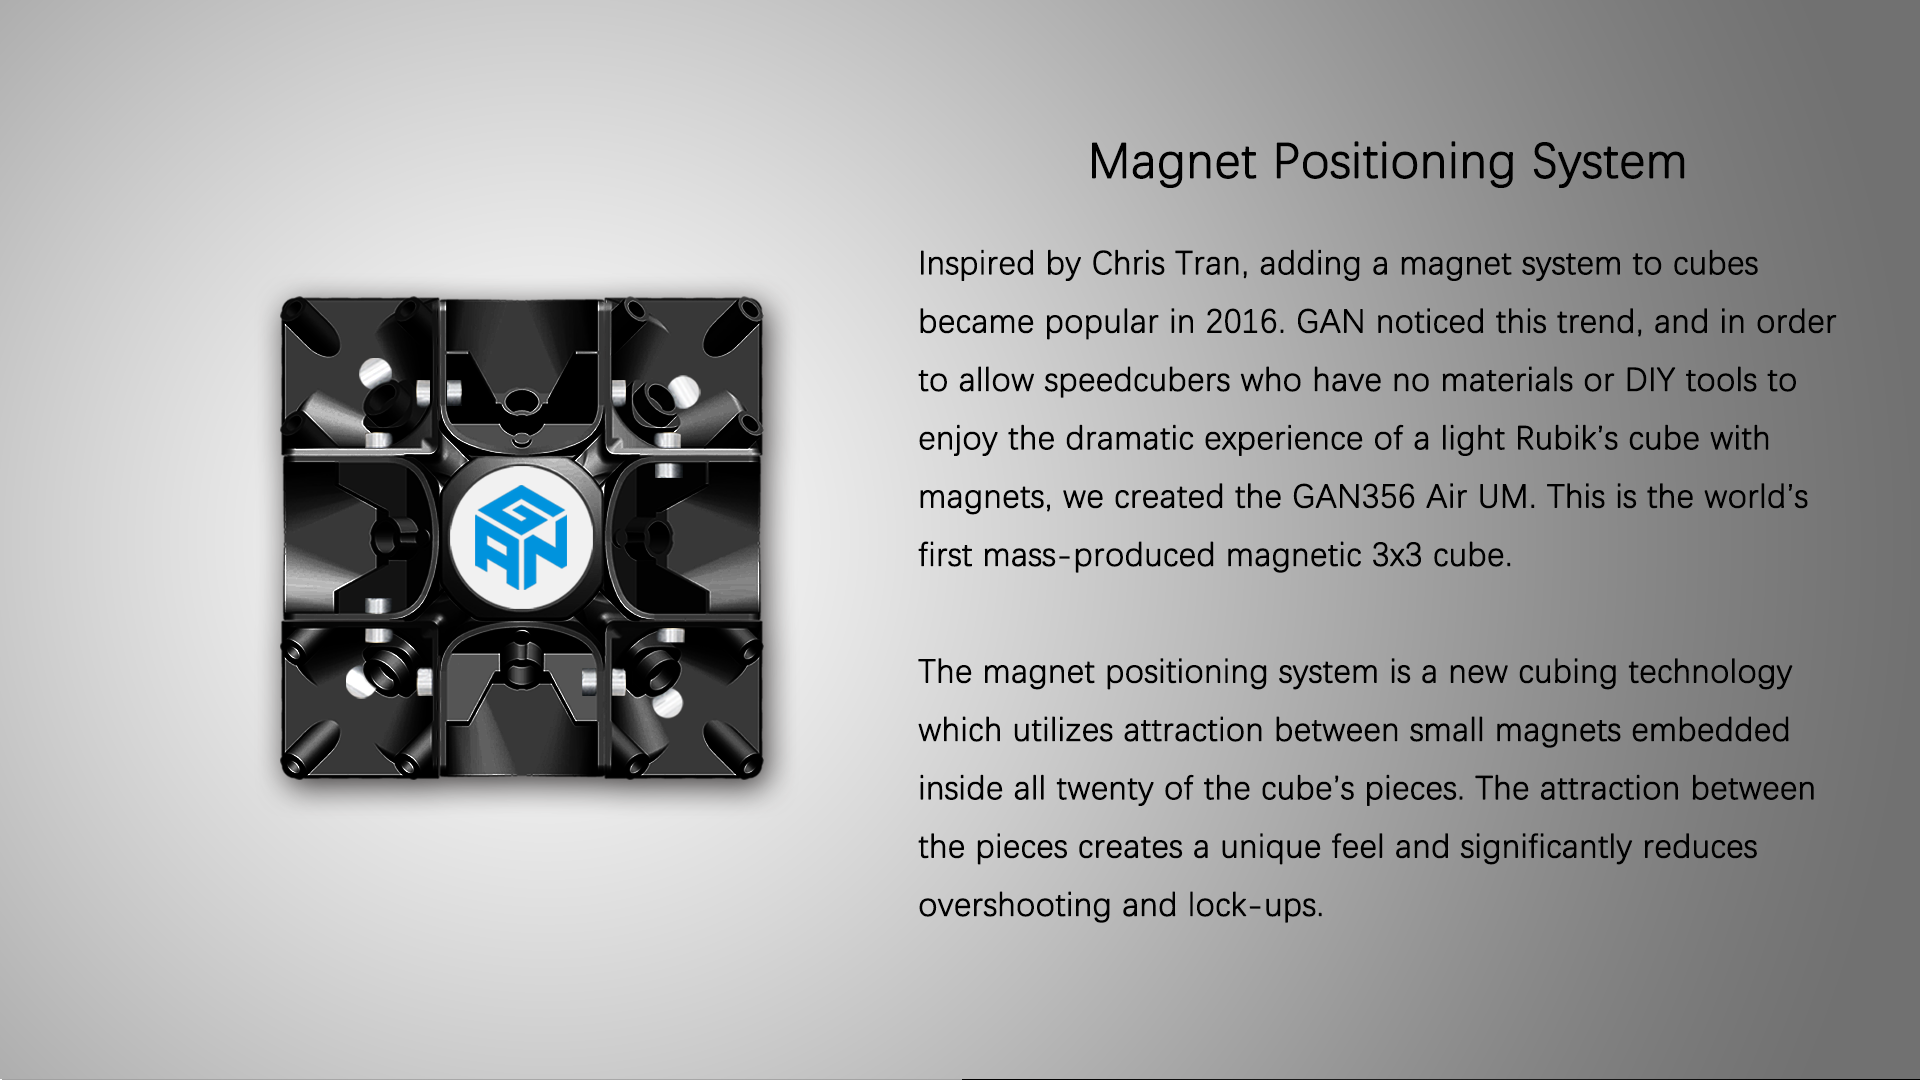 Magnet Positioning System
Inspired by Chris Tran, adding a magnet system to cubes
became popular in 2016. GAN noticed this trend, and in order
to allow speedcubers who have no materials or DIY tools to
enjoy the dramatic experience of a light Rubik’s cube with
magnets, we created the GAN356 Air UM. This is the world’s
first mass-produced magnetic 3x3 cube.
The magnet positioning system is a new cubing technology
which utilizes attraction between small magnets embedded
inside all twenty of the cube’s pieces. The attraction between
the pieces creates a unique feel and significantly reduces
overshooting and lock-ups.
GAN